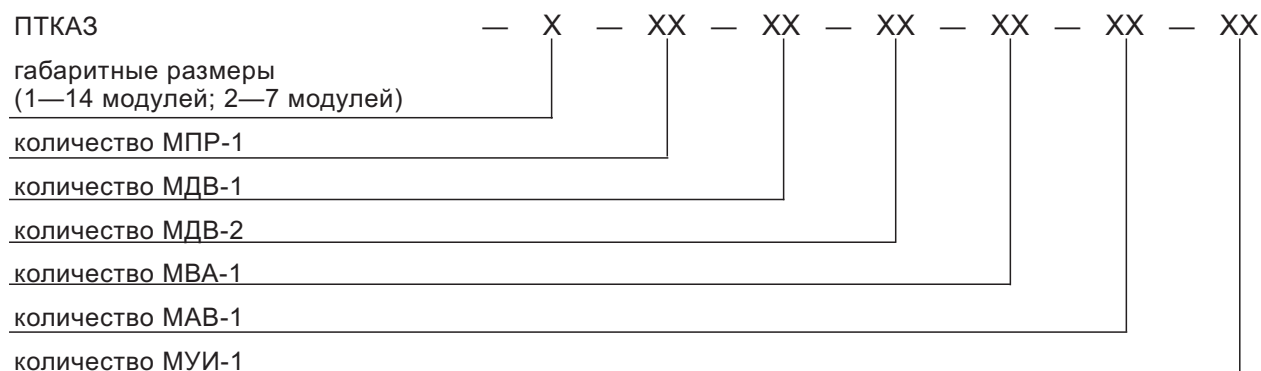 ПТКАЗ — X — XX — XX — XX — XX — XX — XX
габаритные размеры
(1—14 модулей; 2—7 модулей)
количество МПР-1
количество МДВ-1
количество МДВ-2
количество МВА-1
количество МАВ-1
количество МУИ-1